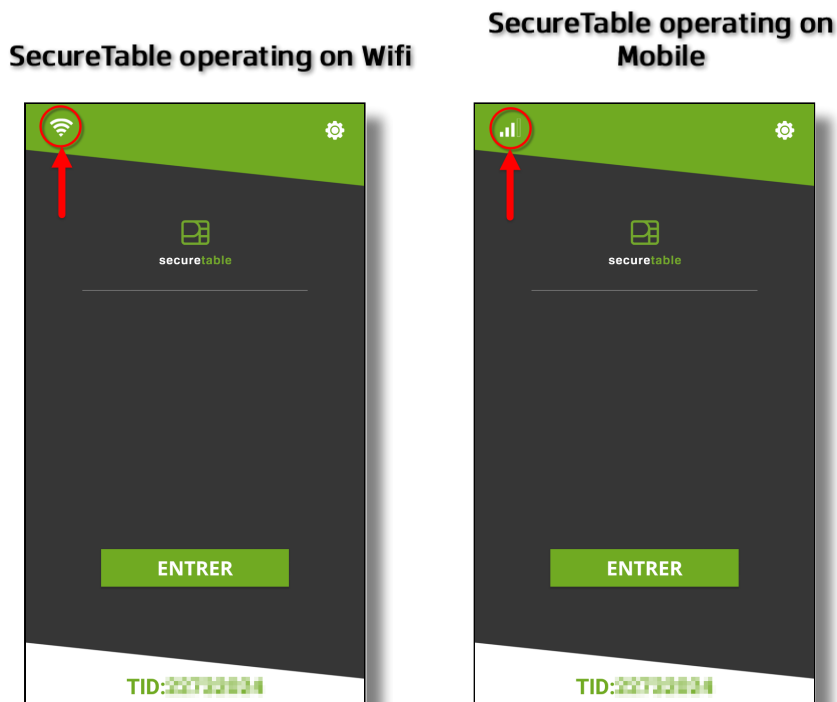 SecureTable operating on Wifi
SecureTable operating on
Mobile
securetable
ENTRER
TID:
securetable
ENTRER
TID: